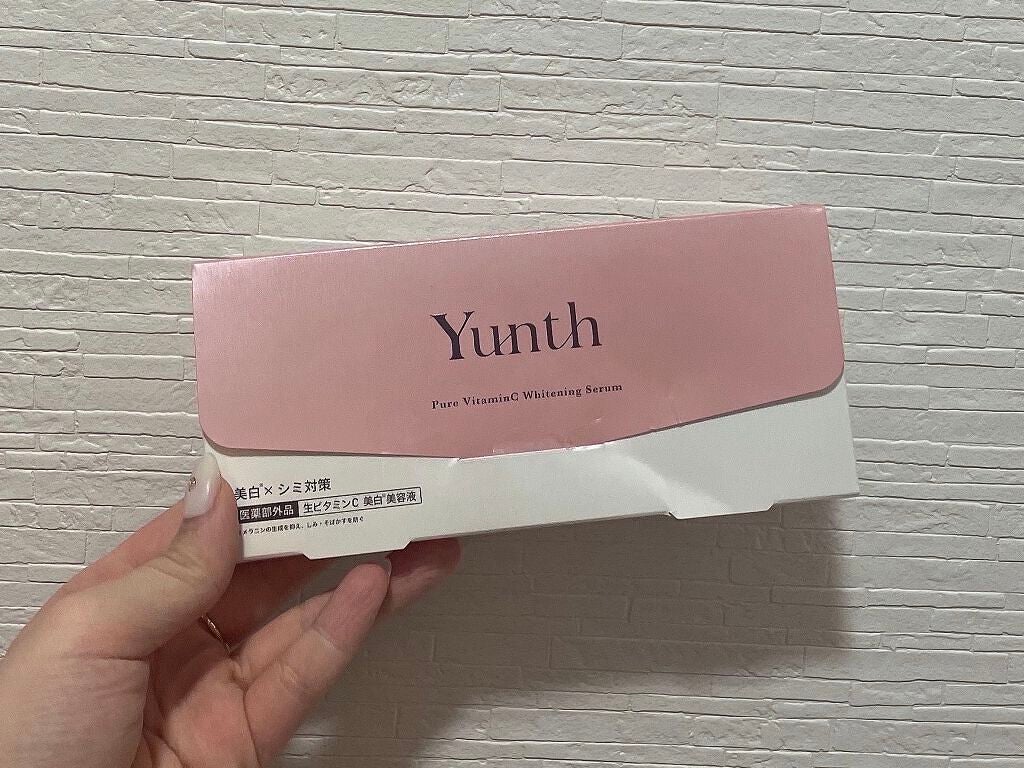 Yunth
Pure VitaminC Whitening Serum
美白※×シミ対策
医薬部外品 生ビタミンC 美白※美容液
メラニンの生成を抑え、しみ・そばかすを防ぐ